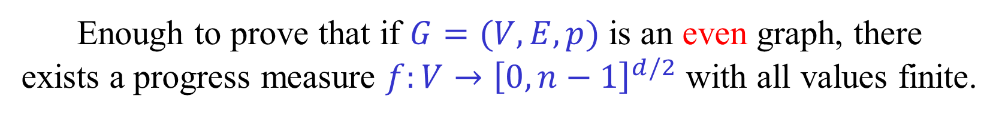 Enough to prove that if G = (V, E, p) is an even graph, there
exists a progress measure f: V → [0, n − 1]^{d/2} with all values finite.